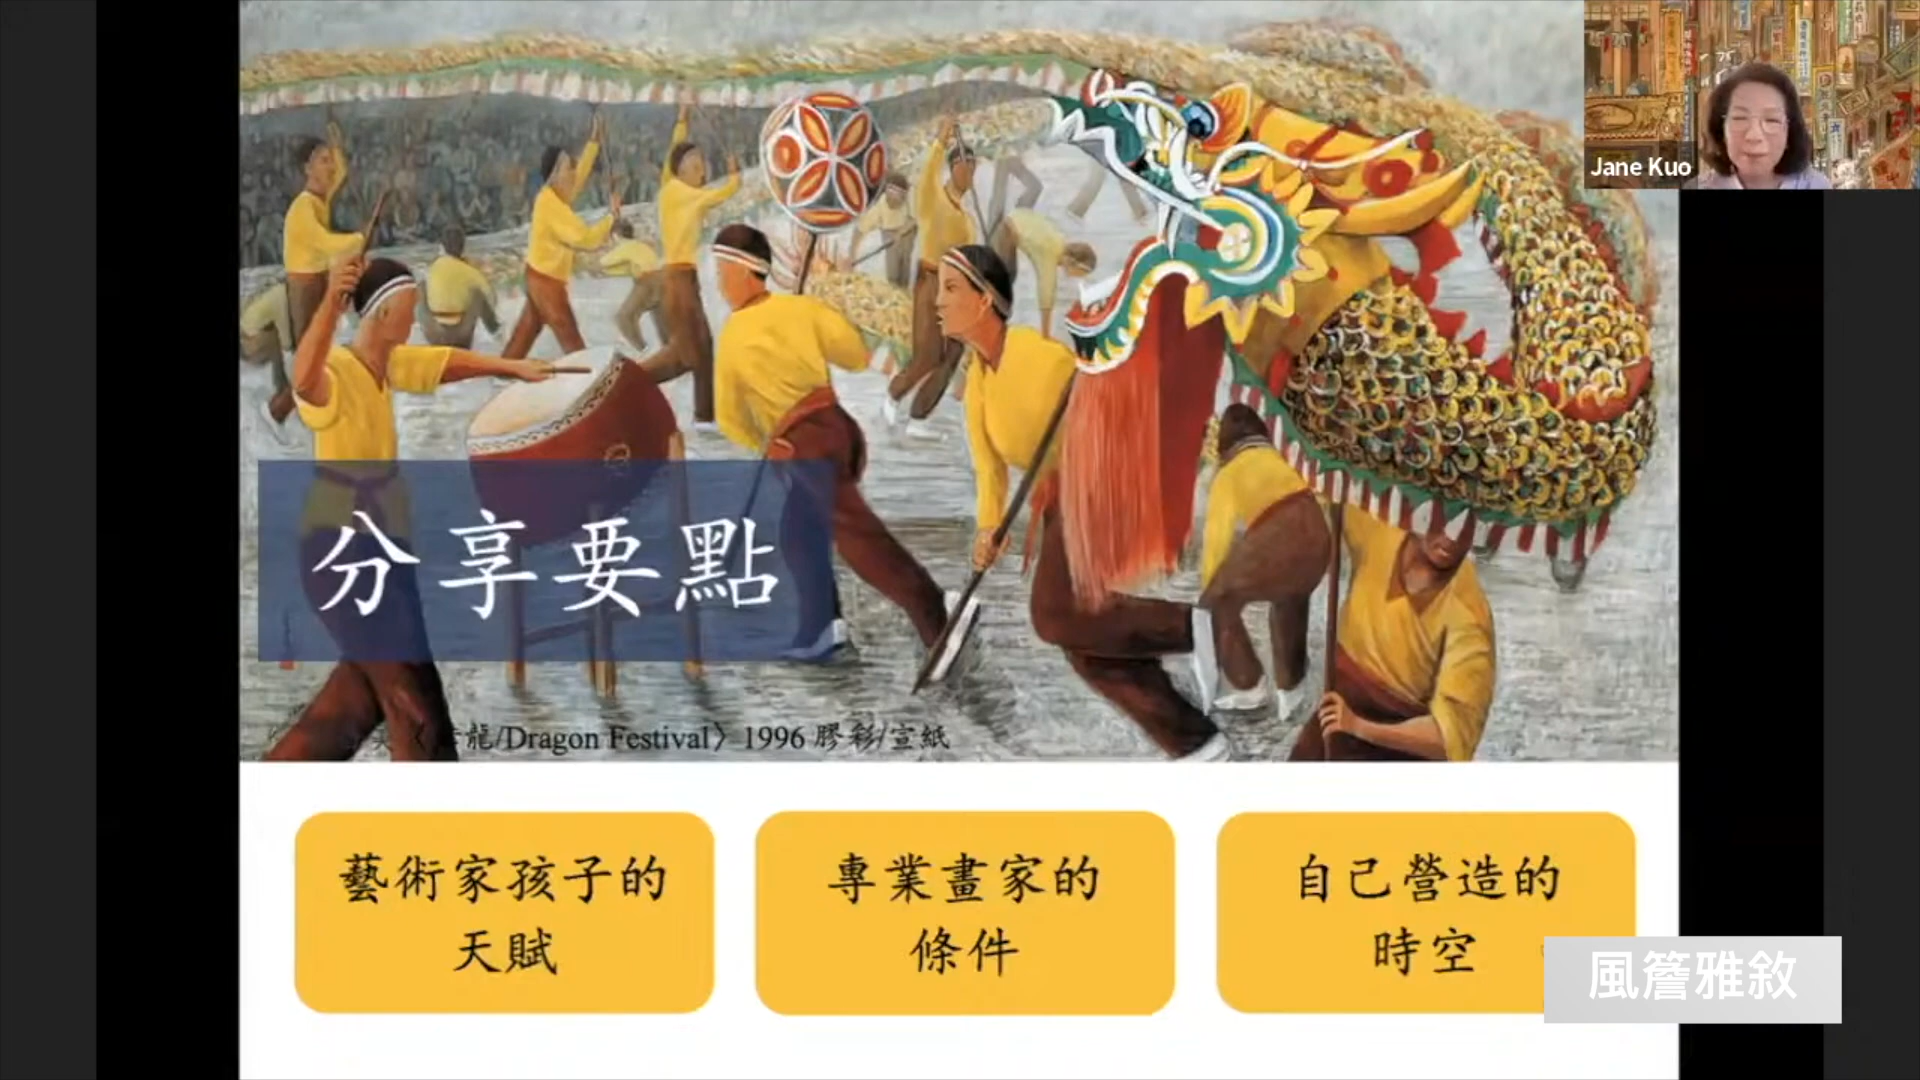 Jane Kuo
分享要點
龍/Dragon Festival〉1996 膠彩/宣紙
藝術家孩子的
天賦
專業畫家的
條件
自己營造的
時空
風簷雅敘